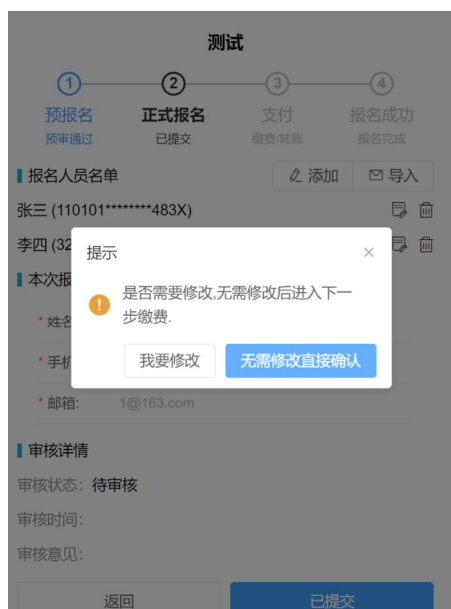 测试
1 2 3 4
预报名 正式报名 支付 报名成功
预审通过 已提交 缴费/转账 报名完成
报名人员名单 添加 导入
张三 (110101********483X)
李四 (32
提示
本次报
是否需要修改,无需修改后进入下一
步缴费.
* 姓名
* 手机
我要修改 无需修改直接确认
* 邮箱: 1@163.com
审核详情
审核状态: 待审核
审核时间:
审核意见:
返回 已提交